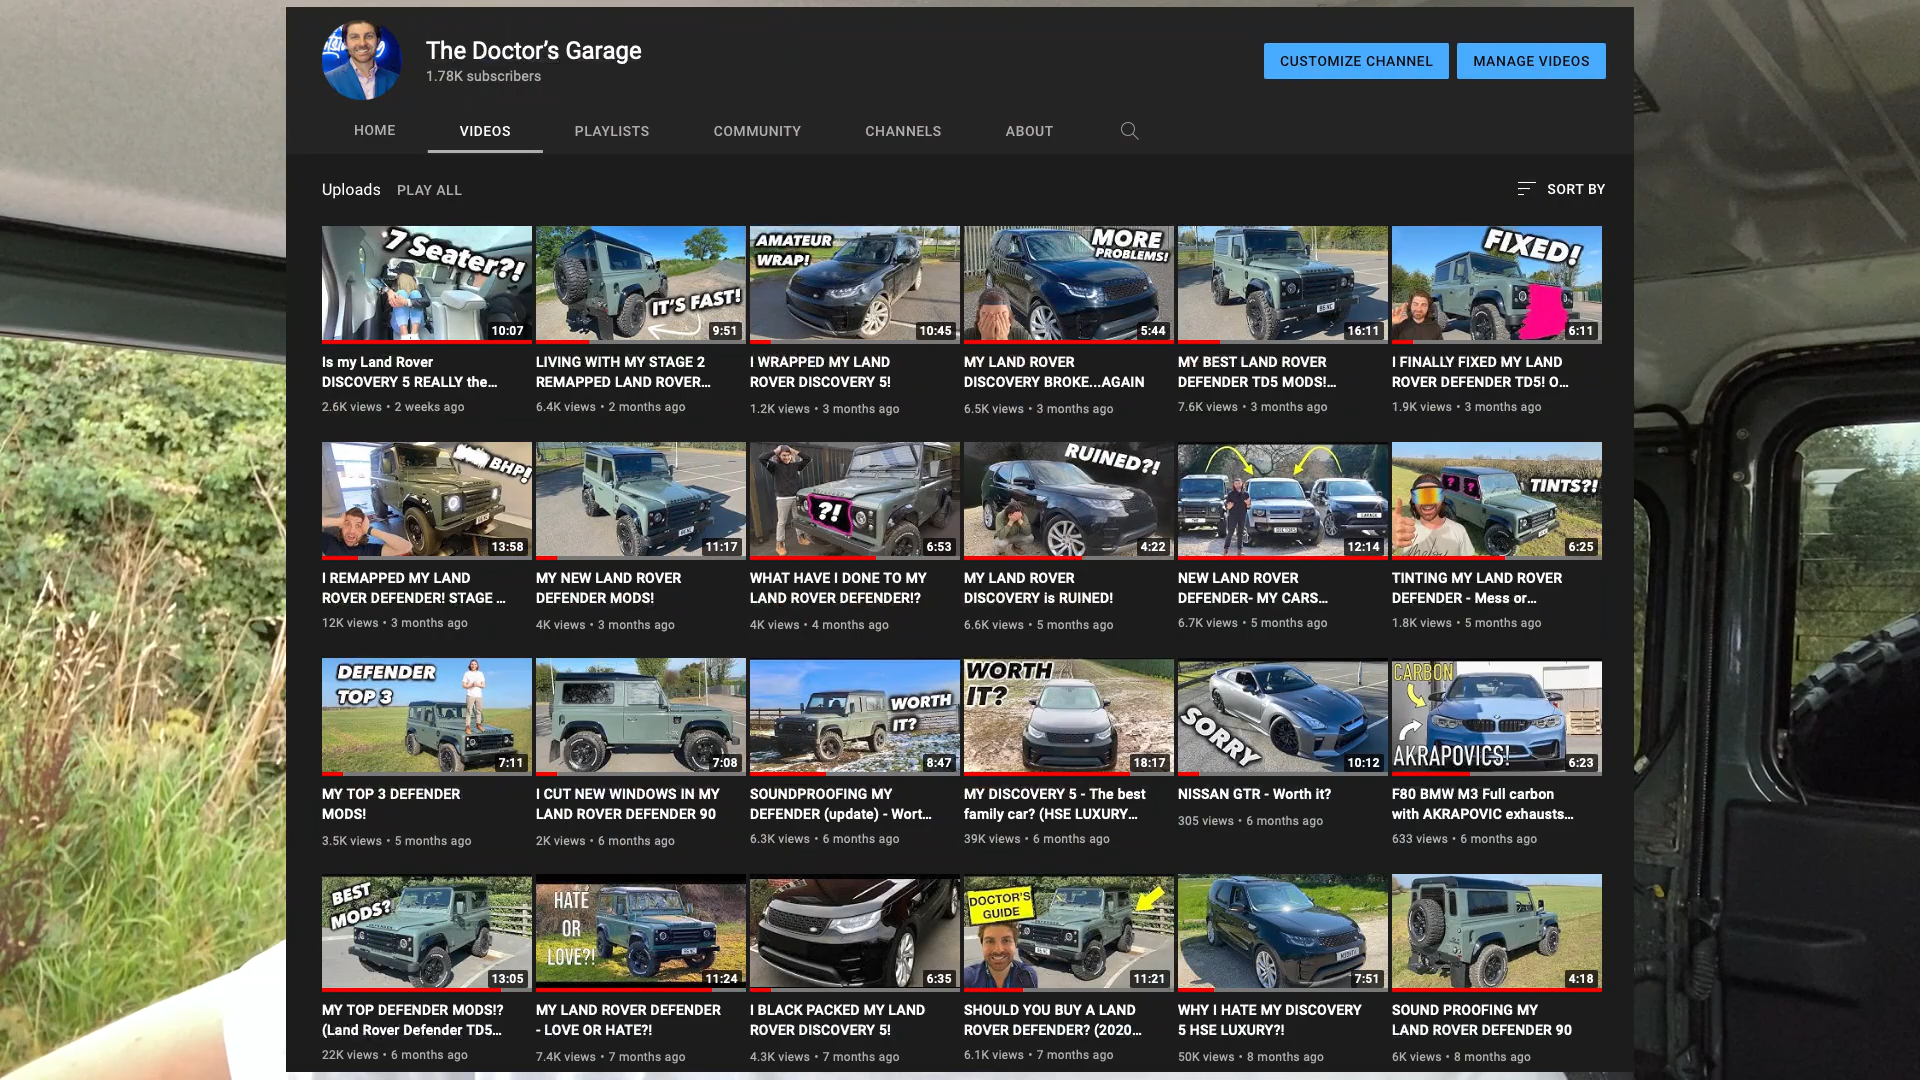 The Doctor's Garage
1.78K subscribers
CUSTOMIZE CHANNEL
MANAGE VIDEOS
HOME
VIDEOS
PLAYLISTS
COMMUNITY
CHANNELS
ABOUT
Uploads
PLAY ALL
SORT BY
7 Seater?!
10:07
IT'S FAST!
9:51
AMATEUR
WRAP!
10:45
MORE
PROBLEMS!
5:44
16:11
FIXED!
6:11
Is my Land Rover
DISCOVERY 5 REALLY the...
2.6K views • 2 weeks ago
LIVING WITH MY STAGE 2
REMAPPED LAND ROVER...
6.4K views • 2 months ago
I WRAPPED MY LAND
ROVER DISCOVERY 5!
1.2K views • 3 months ago
MY LAND ROVER
DISCOVERY BROKE...AGAIN
6.5K views • 3 months ago
MY BEST LAND ROVER
DEFENDER TD5 MODS!...
7.6K views • 3 months ago
I FINALLY FIXED MY LAND
ROVER DEFENDER TD5! O...
1.9K views • 3 months ago
BHP!
13:58
11:17
?!
6:53
RUINED?!
4:22
12:14
TINTS?!
6:25
I REMAPPED MY LAND
ROVER DEFENDER! STAGE ...
12K views • 3 months ago
MY NEW LAND ROVER
DEFENDER MODS!
4K views • 3 months ago
WHAT HAVE I DONE TO MY
LAND ROVER DEFENDER!?
4K views • 4 months ago
MY LAND ROVER
DISCOVERY is RUINED!
6.6K views • 5 months ago
NEW LAND ROVER
DEFENDER- MY CARS...
6.7K views • 5 months ago
TINTING MY LAND ROVER
DEFENDER - Mess or...
1.8K views • 5 months ago
DEFENDER
TOP 3
7:11
7:08
WORTH
IT?
8:47
WORTH
IT?
18:17
SORRY
10:12
CARBON
AKRAPOVICS!
6:23
MY TOP 3 DEFENDER
MODS!
3.5K views • 5 months ago
I CUT NEW WINDOWS IN MY
LAND ROVER DEFENDER 90
2K views • 6 months ago
SOUNDPROOFING MY
DEFENDER (update) - Wort...
6.3K views • 6 months ago
MY DISCOVERY 5 - The best
family car? (HSE LUXURY...
39K views • 6 months ago
NISSAN GTR - Worth it?
305 views • 6 months ago
F80 BMW M3 Full carbon
with AKRAPOVIC exhausts...
633 views • 6 months ago
BEST
MODS?
13:05
HATE
OR
LOVE?!
11:24
6:35
DOCTOR'S
GUIDE
11:21
7:51
4:18
MY TOP DEFENDER MODS!?
(Land Rover Defender TD5...
22K views • 6 months ago
MY LAND ROVER DEFENDER
- LOVE OR HATE?!
7.4K views • 7 months ago
I BLACK PACKED MY LAND
ROVER DISCOVERY 5!
4.3K views • 7 months ago
SHOULD YOU BUY A LAND
ROVER DEFENDER? (2020...
6.1K views • 7 months ago
WHY I HATE MY DISCOVERY
5 HSE LUXURY?!
50K views • 8 months ago
SOUND PROOFING MY
LAND ROVER DEFENDER 90
6K views • 8 months ago